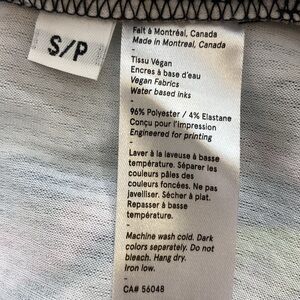 S/P
Fait à Montréal, Canada
Made in Montreal, Canada
-
Tissu Végan
Encres à base d'eau
Vegan Fabrics
Water based inks
-
96% Polyester / 4% Elastane
Conçu pour l'impression
Engineered for printing
-
Laver à la laveuse à basse
température. Séparer les
couleurs pâles des
couleurs foncées. Ne pas
javelliser. Sécher à plat.
Repasser à basse
température.
-
Machine wash cold. Dark
colors separately. Do not
bleach. Hang dry.
Iron low.
-
CA# 56048